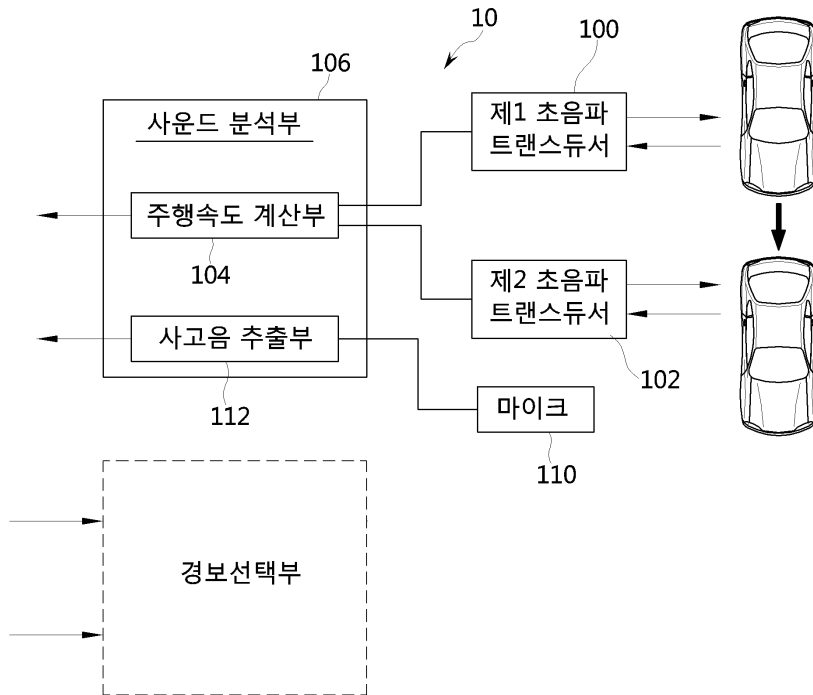 10
100
106
사운드 분석부
제1 초음파
트랜스듀서
주행속도 계산부
104
제2 초음파
트랜스듀서
사고음 추출부
102
112
마이크
110
경보선택부